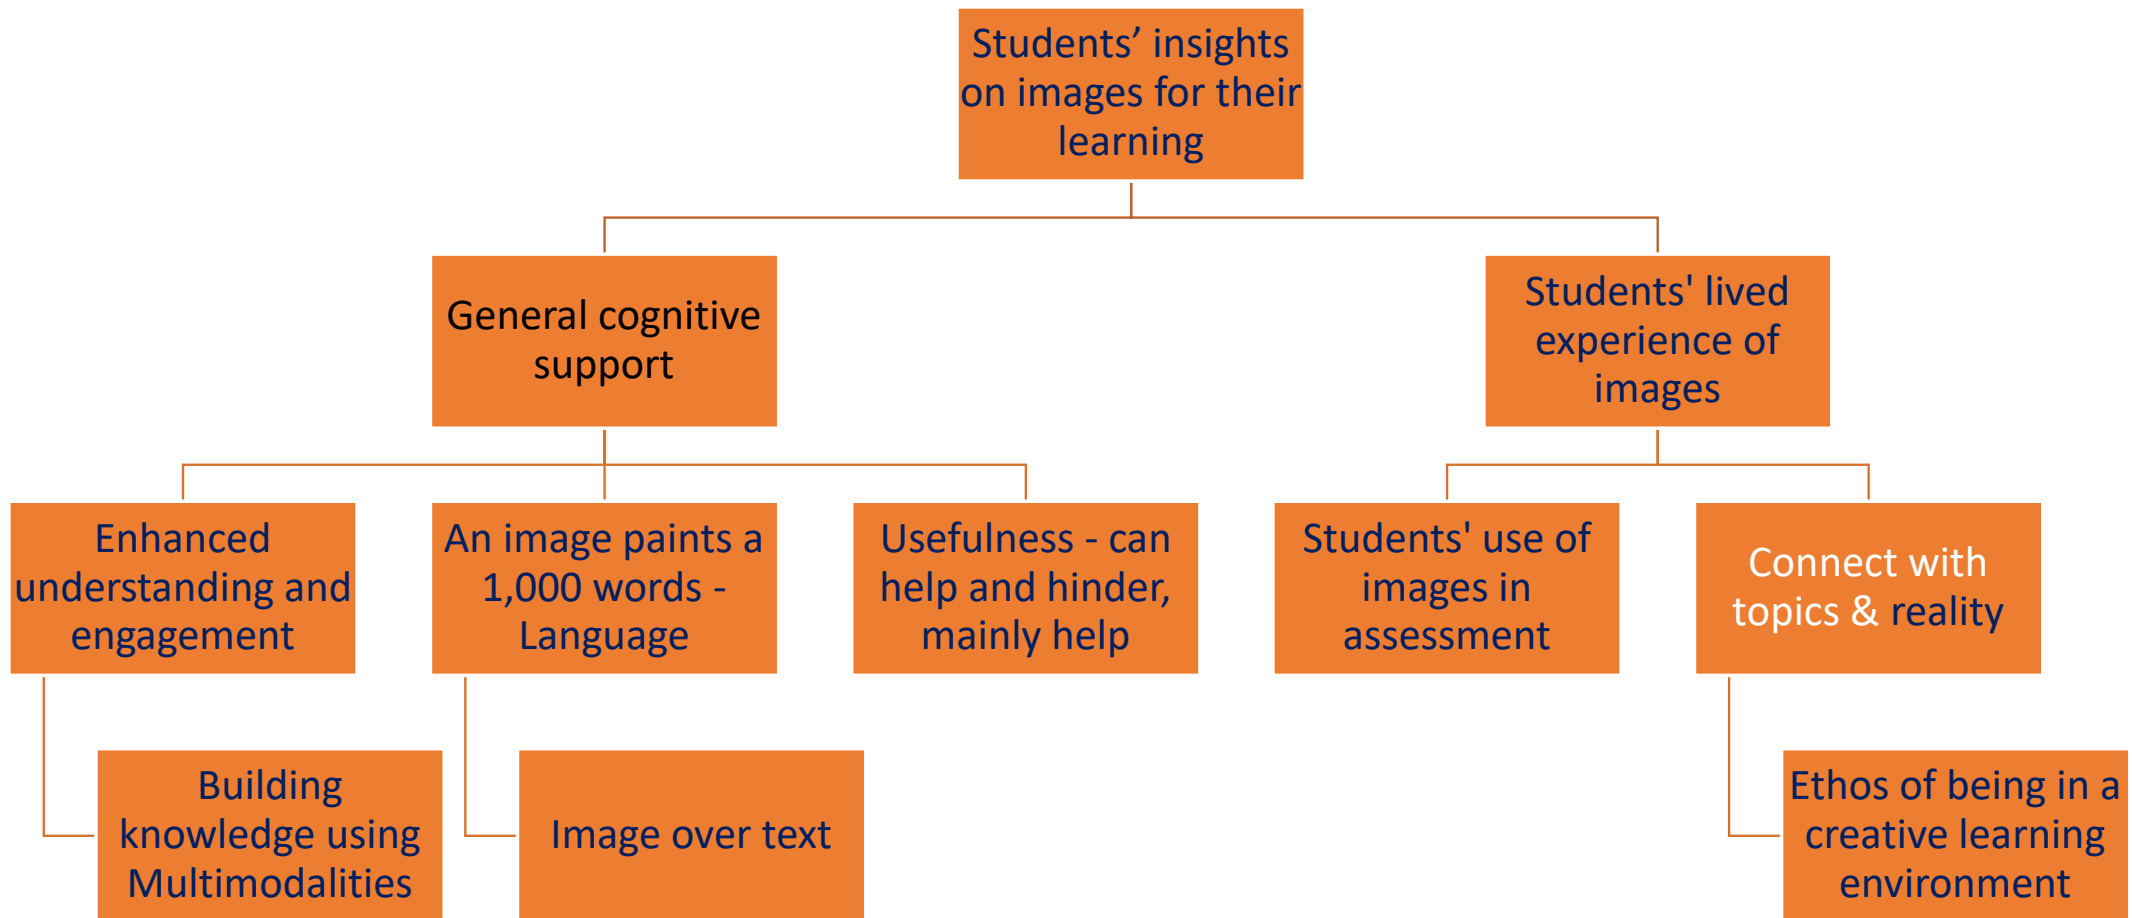 Students’ insights
on images for their
learning
General cognitive
support
Students' lived
experience of
images
Enhanced
understanding and
engagement
An image paints a
1,000 words -
Language
Usefulness - can
help and hinder,
mainly help
Students' use of
images in
assessment
Connect with
topics & reality
Building
knowledge using
Multimodalities
Image over text
Ethos of being in a
creative learning
environment